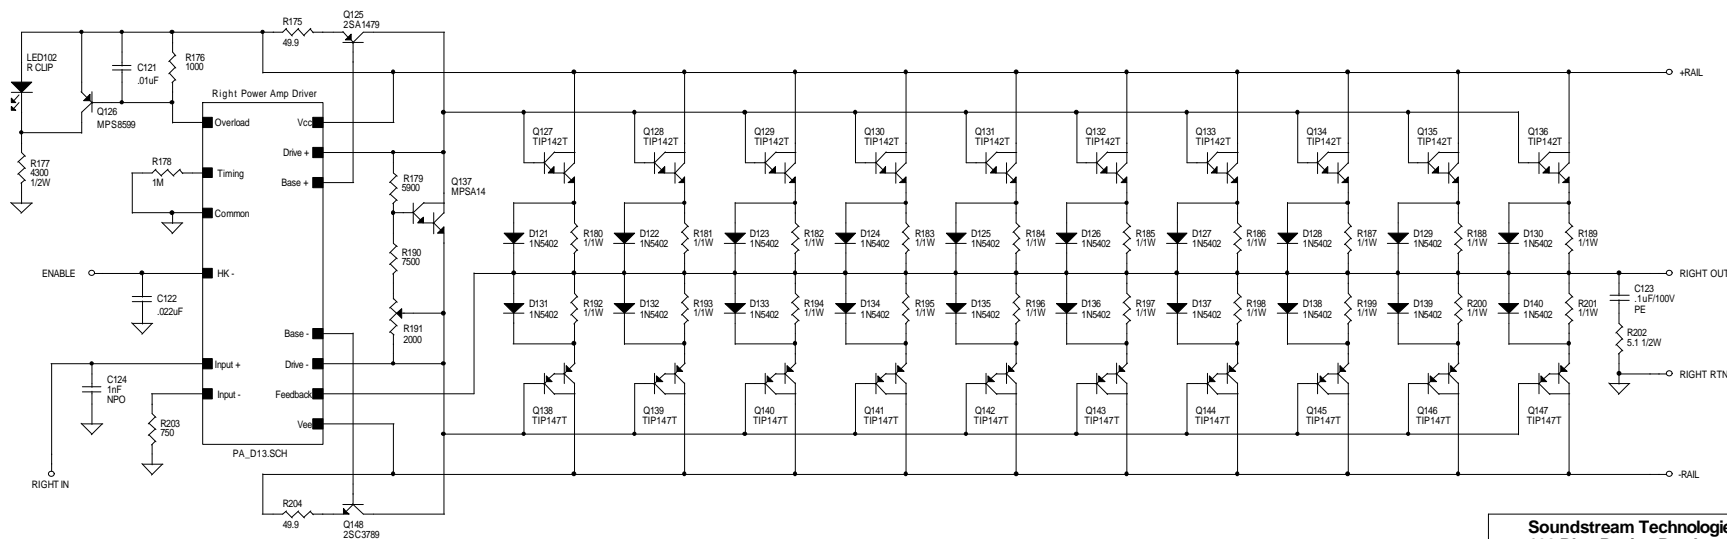 Q125
2SA1479
R175
49.9
LED102
R CLIP
C121
.01uF
R176
1000
+RAIL
Q126
MPS8599
Right Power Amp Driver
Overload
Vcc
Timing
Drive +
Common
Base +
HK -
Base -
Input +
Drive -
Input -
Feedback
Vee
PA_D13.SCH
R177
4300
1/2W
R178
1M
R179
5900
Q137
MPSA14
R190
7500
R191
2000
Q127
TIP142T
Q128
TIP142T
Q129
TIP142T
Q130
TIP142T
Q131
TIP142T
Q132
TIP142T
Q133
TIP142T
Q134
TIP142T
Q135
TIP142T
Q136
TIP142T
D121
1N5402
R180
1/1W
D122
1N5402
R181
1/1W
D123
1N5402
R182
1/1W
D124
1N5402
R183
1/1W
D125
1N5402
R184
1/1W
D126
1N5402
R185
1/1W
D127
1N5402
R186
1/1W
D128
1N5402
R187
1/1W
D129
1N5402
R188
1/1W
D130
1N5402
R189
1/1W
ENABLE
C122
.022uF
RIGHT OUT
D131
1N5402
R192
1/1W
D132
1N5402
R193
1/1W
D133
1N5402
R194
1/1W
D134
1N5402
R195
1/1W
D135
1N5402
R196
1/1W
D136
1N5402
R197
1/1W
D137
1N5402
R198
1/1W
D138
1N5402
R199
1/1W
D139
1N5402
R200
1/1W
D140
1N5402
R201
1/1W
C123
.1uF/100V
PE
R202
5.1 1/2W
RIGHT RTN
C124
1nF
NPO
R203
750
RIGHT IN
Q138
TIP147T
Q139
TIP147T
Q140
TIP147T
Q141
TIP147T
Q142
TIP147T
Q143
TIP147T
Q144
TIP147T
Q145
TIP147T
Q146
TIP147T
Q147
TIP147T
-RAIL
R204
49.9
Q148
2SC3789
Soundstream Technologie